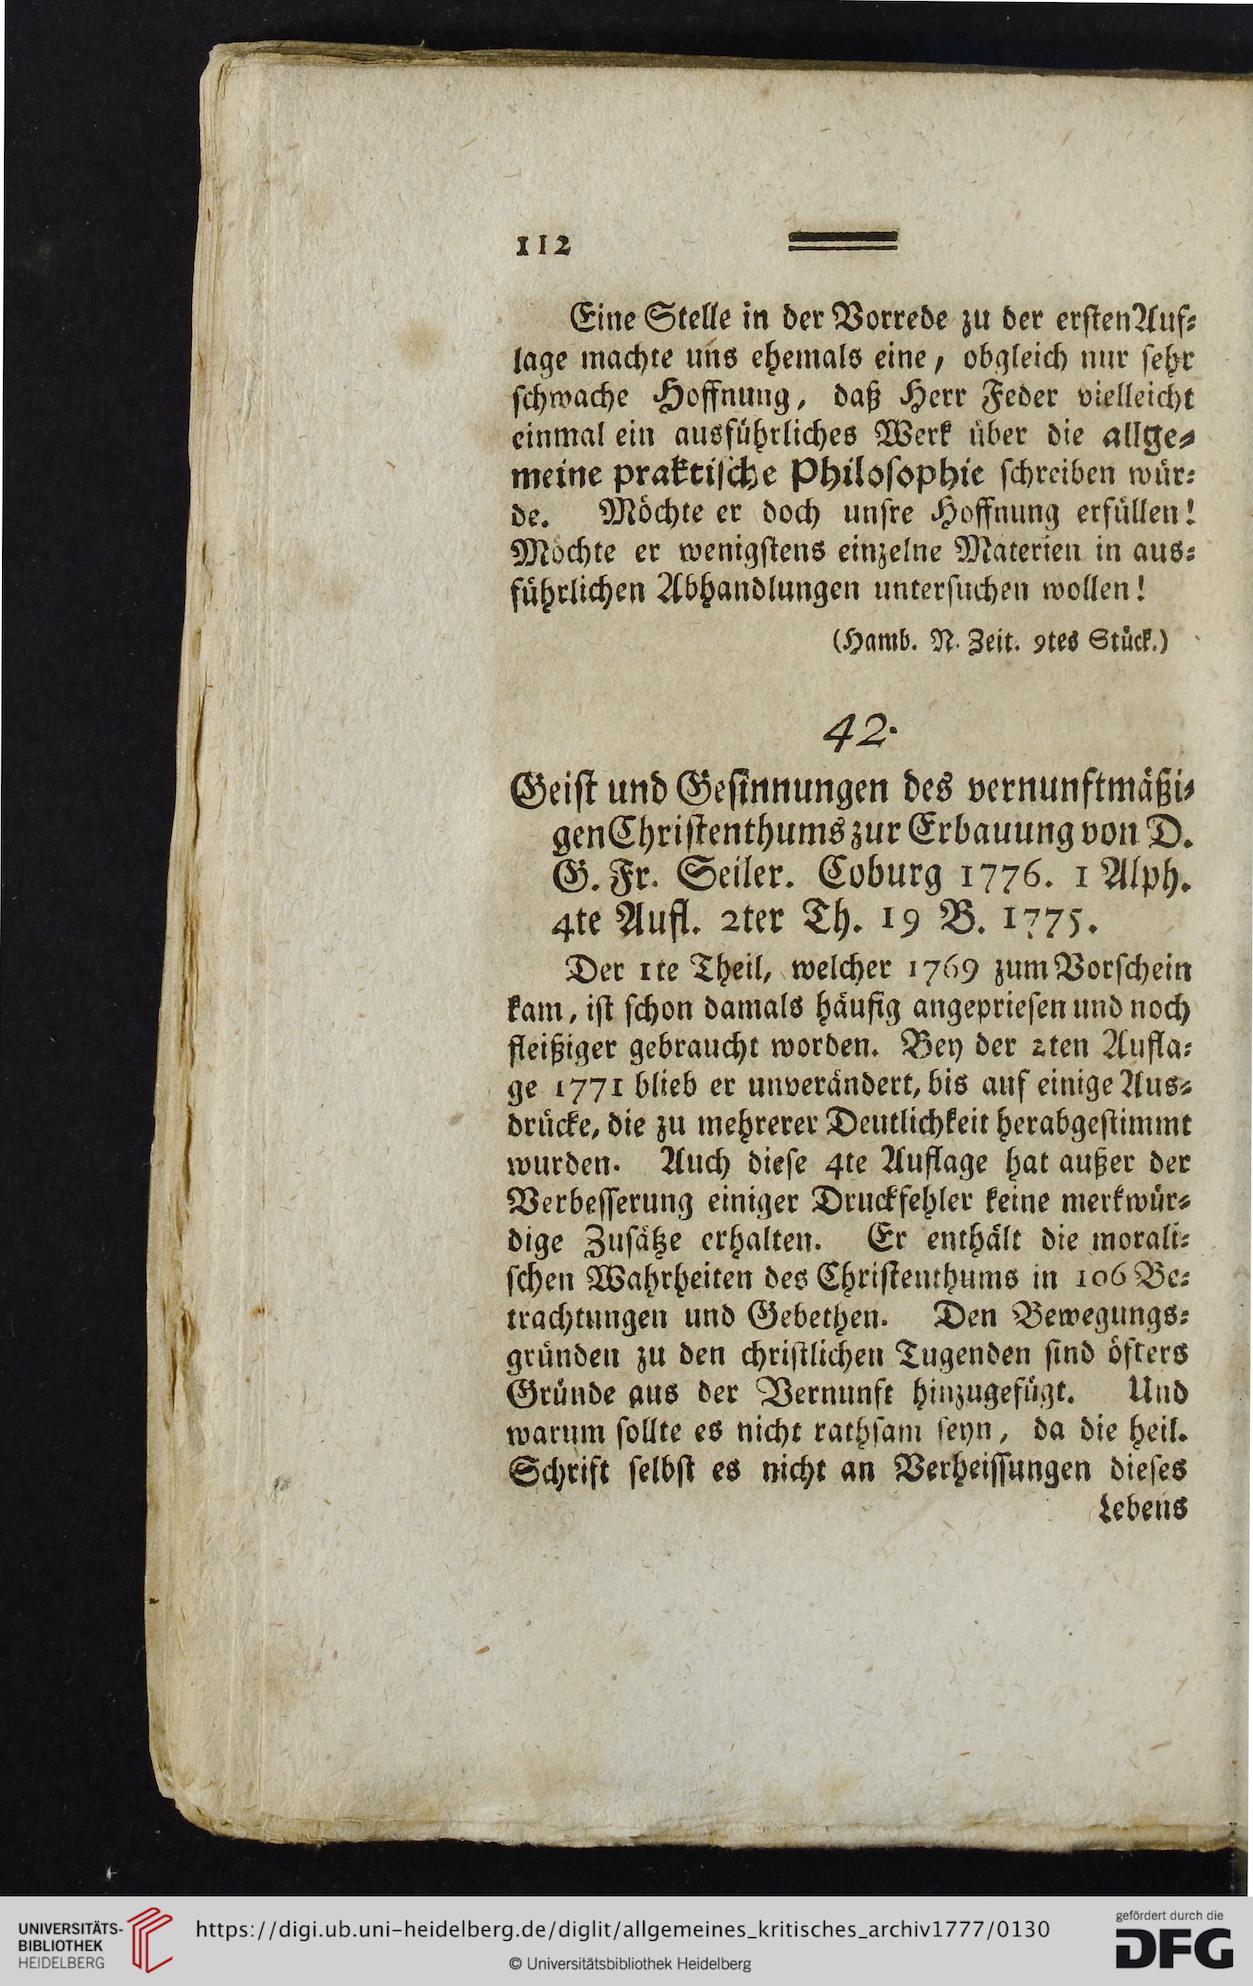 112
Eine Stelle in der Vorrede zu der ersten Auf-
lage machte uns ehemals eine, obgleich nur sehr
schwache Hoffnung, daß Herr Feder vielleicht
einmal ein ausführliches Werk über die allge-
meine praktische Philosophie schreiben wür-
de. Möchte er doch unsre Hoffnung erfüllen!
Möchte er wenigstens einzelne Materien in aus-
führlichen Abhandlungen untersuchen wollen!
(Hamb. N. Zeit. 9tes Stück.)
42.
Geist und Gesinnungen des vernunftmäßi-
gen Christenthums zur Erbauung von D.
G. Fr. Seiler. Coburg 1776. 1 Alph.
4te Aufl. 2ter Th. 19 B. 1775.
Der 1te Theil, welcher 1769 zum Vorschein
kam, ist schon damals häufig angepriesen und noch
fleißiger gebraucht worden. Bey der 2ten Aufla-
ge 1771 blieb er unverändert, bis auf einige Aus-
drücke, die zu mehrerer Deutlichkeit herabgestimmt
wurden. Auch diese 4te Auflage hat außer der
Verbesserung einiger Druckfehler keine merkwür-
dige Zusätze erhalten. Er enthält die morali-
schen Wahrheiten des Christenthums in 106 Be-
trachtungen und Gebethen. Den Bewegungs-
gründen zu den christlichen Tugenden sind öfters
Gründe aus der Vernunft hinzugefügt. Und
warum sollte es nicht rathsam seyn, da die heil.
Schrift selbst es nicht an Verheissungen dieses
Lebens
UNIVERSITÄTS-
BIBLIOTHEK
HEIDELBERG
https://digi.ub.uni-heidelberg.de/diglit/allgemeines_kritisches_archiv1777/0130
© Universitätsbibliothek Heidelberg
gefördert durch die
DFG